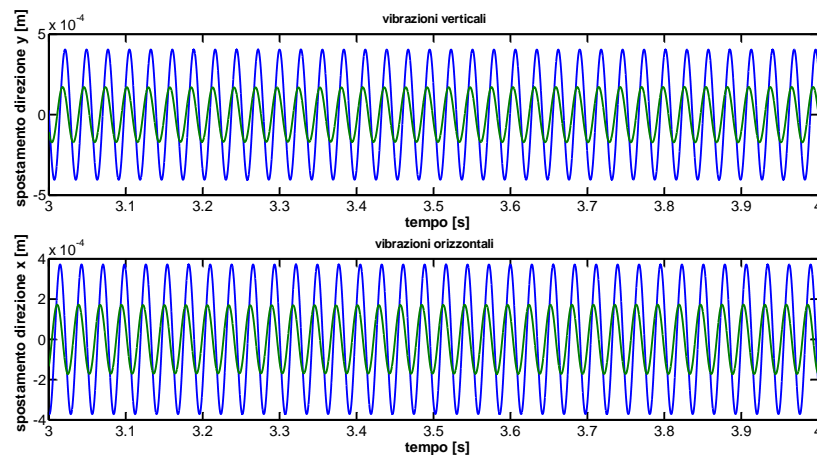 x 10⁻⁴
vibrazioni verticali
5
0
-5
spostamento direzione y [m]
3 3.1 3.2 3.3 3.4 3.5 3.6 3.7 3.8 3.9 4
tempo [s]
x 10⁻⁴
vibrazioni orizzontali
4
2
0
-2
-4
spostamento direzione x [m]
3 3.1 3.2 3.3 3.4 3.5 3.6 3.7 3.8 3.9 4
tempo [s]